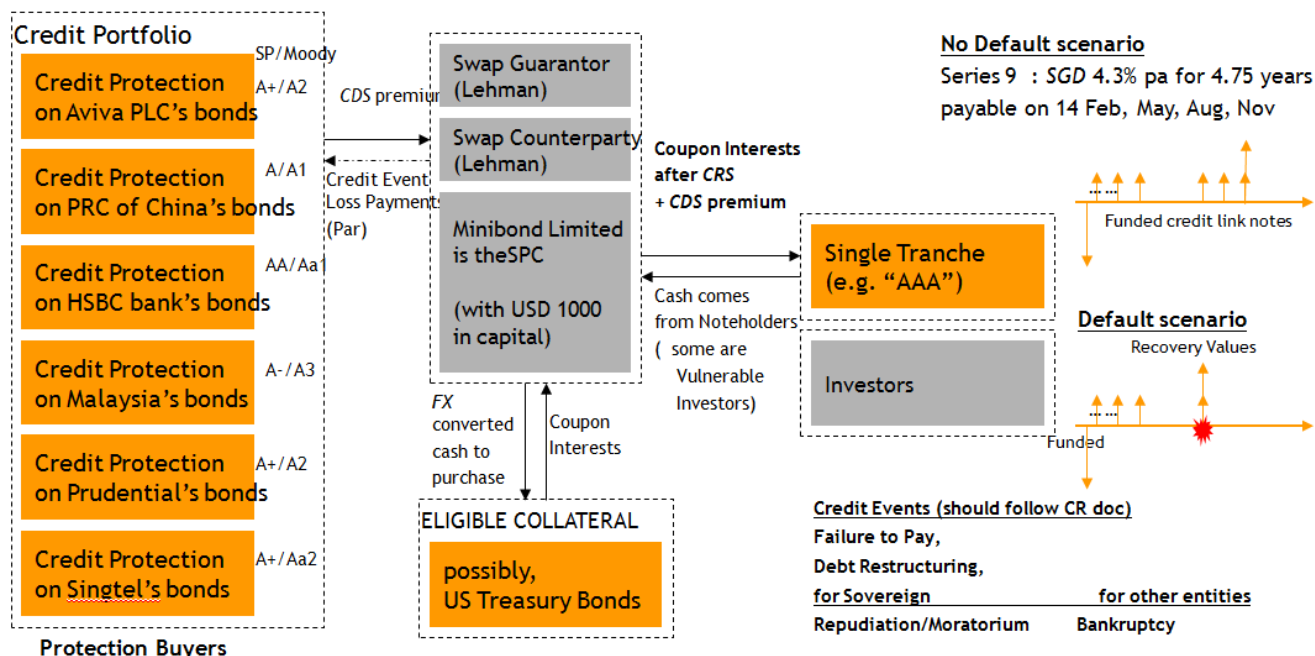 Credit Portfolio
SP/Moody
Credit Protection
on Aviva PLC's bonds
A+/A2
Credit Protection
on PRC of China's bonds
A/A1
Credit Protection
on HSBC bank's bonds
AA/Aa1
Credit Protection
on Malaysia's bonds
A-/A3
Credit Protection
on Prudential's bonds
A+/A2
Credit Protection
on Singtel's bonds
A+/Aa2
Protection Buyers
CDS premium
Credit Event
Loss Payments
(Par)
Swap Guarantor
(Lehman)
Swap Counterparty
(Lehman)
Minibond Limited
is theSPC
(with USD 1000
in capital)
FX
converted
cash to
purchase
Coupon
Interests
ELIGIBLE COLLATERAL
possibly,
US Treasury Bonds
Coupon Interests
after CRS
+ CDS premium
Cash comes
from Noteholders
( some are
Vulnerable
Investors)
Single Tranche
(e.g. "AAA")
Investors
No Default scenario
Series 9 : SGD 4.3% pa for 4.75 years
payable on 14 Feb, May, Aug, Nov
... ...
Funded credit link notes
Default scenario
Recovery Values
... ...
Funded
Credit Events (should follow CR doc)
Failure to Pay,
Debt Restructuring,
for Sovereign for other entities
Repudiation/Moratorium Bankruptcy